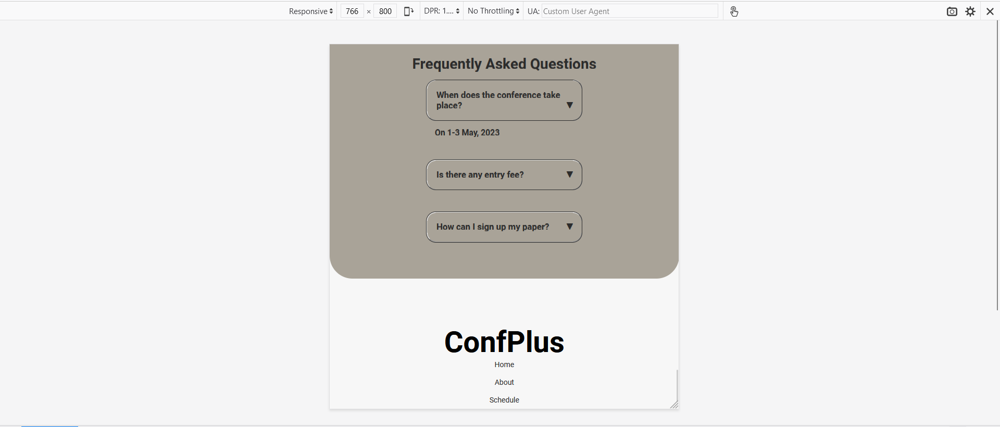 Responsive 766 × 800 DPR: 1.... No Throttling UA: Custom User Agent
Frequently Asked Questions
When does the conference take
place? ▼
On 1-3 May, 2023
Is there any entry fee? ▼
How can I sign up my paper? ▼
ConfPlus
Home
About
Schedule